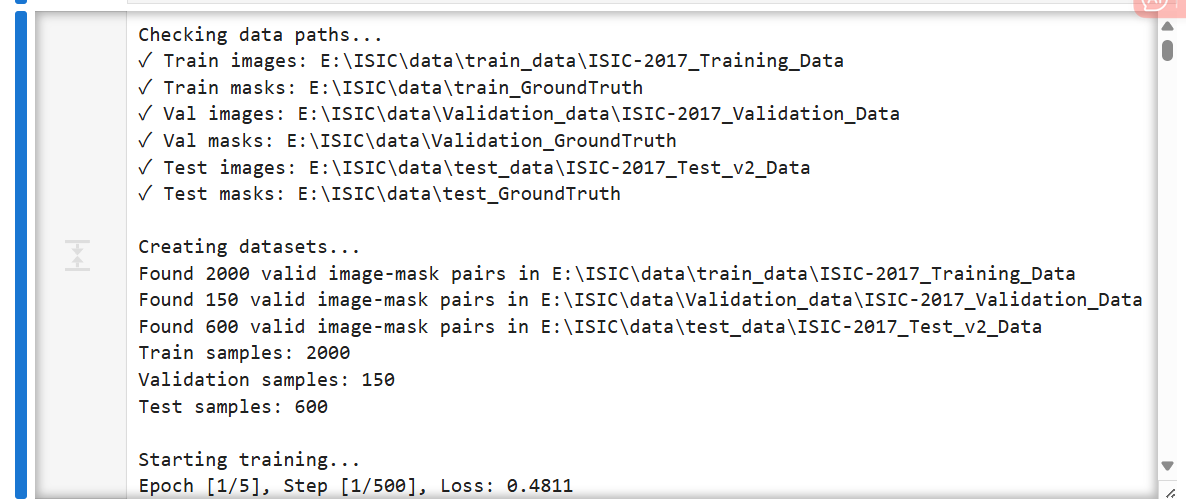 Checking data paths...
✓ Train images: E:\ISIC\data\train_data\ISIC-2017_Training_Data
✓ Train masks: E:\ISIC\data\train_GroundTruth
✓ Val images: E:\ISIC\data\Validation_data\ISIC-2017_Validation_Data
✓ Val masks: E:\ISIC\data\Validation_GroundTruth
✓ Test images: E:\ISIC\data\test_data\ISIC-2017_Test_v2_Data
✓ Test masks: E:\ISIC\data\test_GroundTruth
Creating datasets...
Found 2000 valid image-mask pairs in E:\ISIC\data\train_data\ISIC-2017_Training_Data
Found 150 valid image-mask pairs in E:\ISIC\data\Validation_data\ISIC-2017_Validation_Data
Found 600 valid image-mask pairs in E:\ISIC\data\test_data\ISIC-2017_Test_v2_Data
Train samples: 2000
Validation samples: 150
Test samples: 600
Starting training...
Epoch [1/5], Step [1/500], Loss: 0.4811